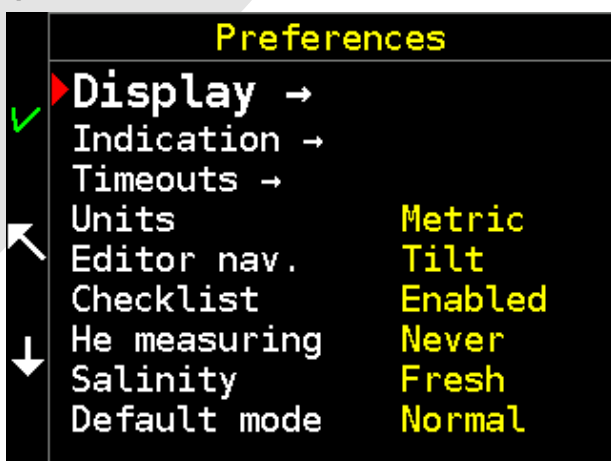 Preferences
Display →
Indication →
Timeouts →
Units Metric
Editor nav. Tilt
Checklist Enabled
He measuring Never
Salinity Fresh
Default mode Normal